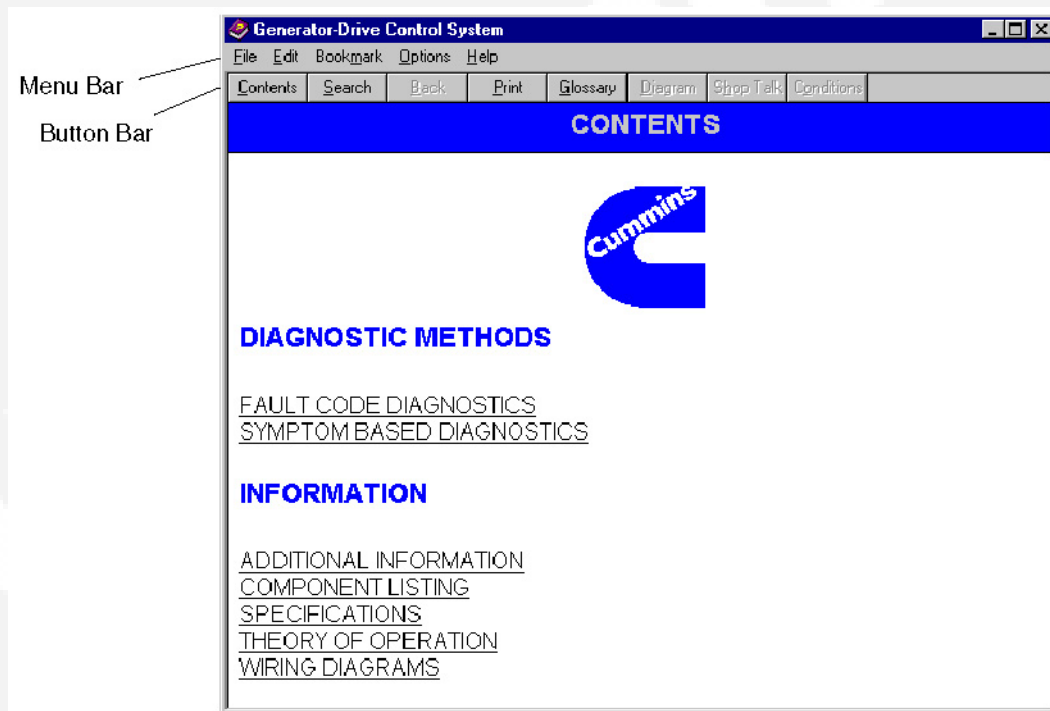 Generator-Drive Control System
File Edit Bookmark Options Help
Menu Bar
Contents Search Back Print Glossary Diagram Shop Talk Conditions
Button Bar
CONTENTS
Cummins
DIAGNOSTIC METHODS
FAULT CODE DIAGNOSTICS
SYMPTOM BASED DIAGNOSTICS
INFORMATION
ADDITIONAL INFORMATION
COMPONENT LISTING
SPECIFICATIONS
THEORY OF OPERATION
WIRING DIAGRAMS